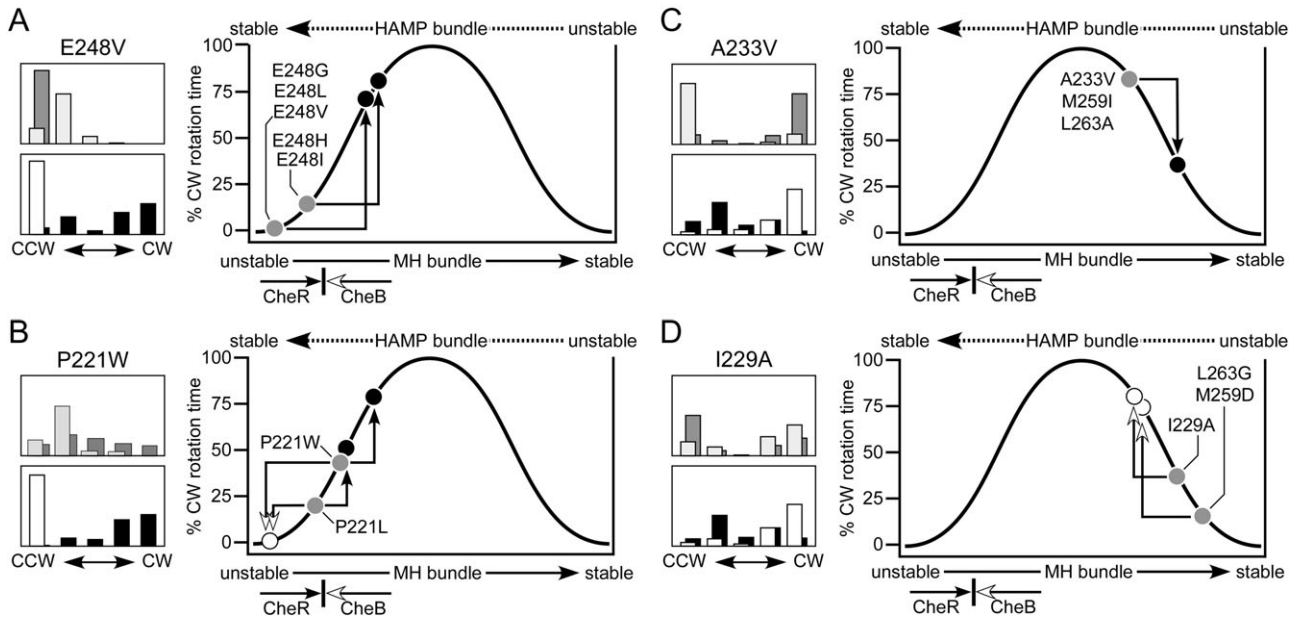 A
E248V
CCW CW
stable HAMP bundle unstable
% CW rotation time
100
75
50
25
0
E248G
E248L
E248V
E248H
E248I
unstable MH bundle stable
CheR CheB
B
P221W
CCW CW
stable HAMP bundle unstable
% CW rotation time
100
75
50
25
0
P221W
P221L
unstable MH bundle stable
CheR CheB
C
A233V
CCW CW
stable HAMP bundle unstable
% CW rotation time
100
75
50
25
0
A233V
M259I
L263A
unstable MH bundle stable
CheR CheB
D
I229A
CCW CW
stable HAMP bundle unstable
% CW rotation time
100
75
50
25
0
L263G
M259D
I229A
unstable MH bundle stable
CheR CheB